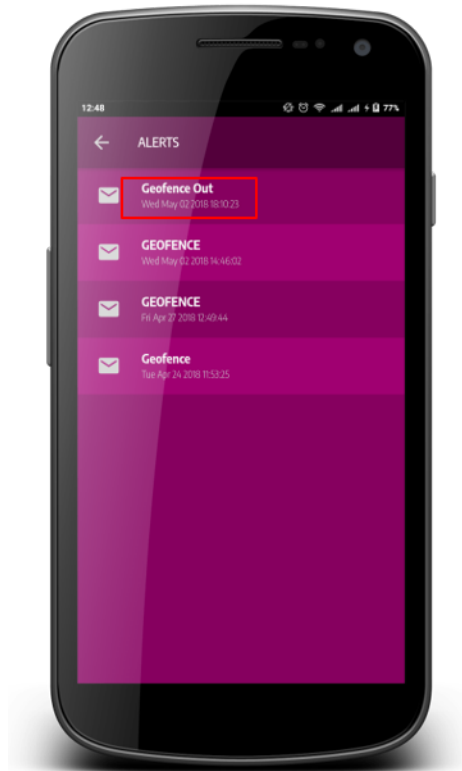 12:48
77%
ALERTS
Geofence Out
Wed May 02 2018 18:10:23
GEOFENCE
Wed May 02 2018 14:46:02
GEOFENCE
Fri Apr 27 2018 12:49:44
Geofence
Tue Apr 24 2018 11:53:25